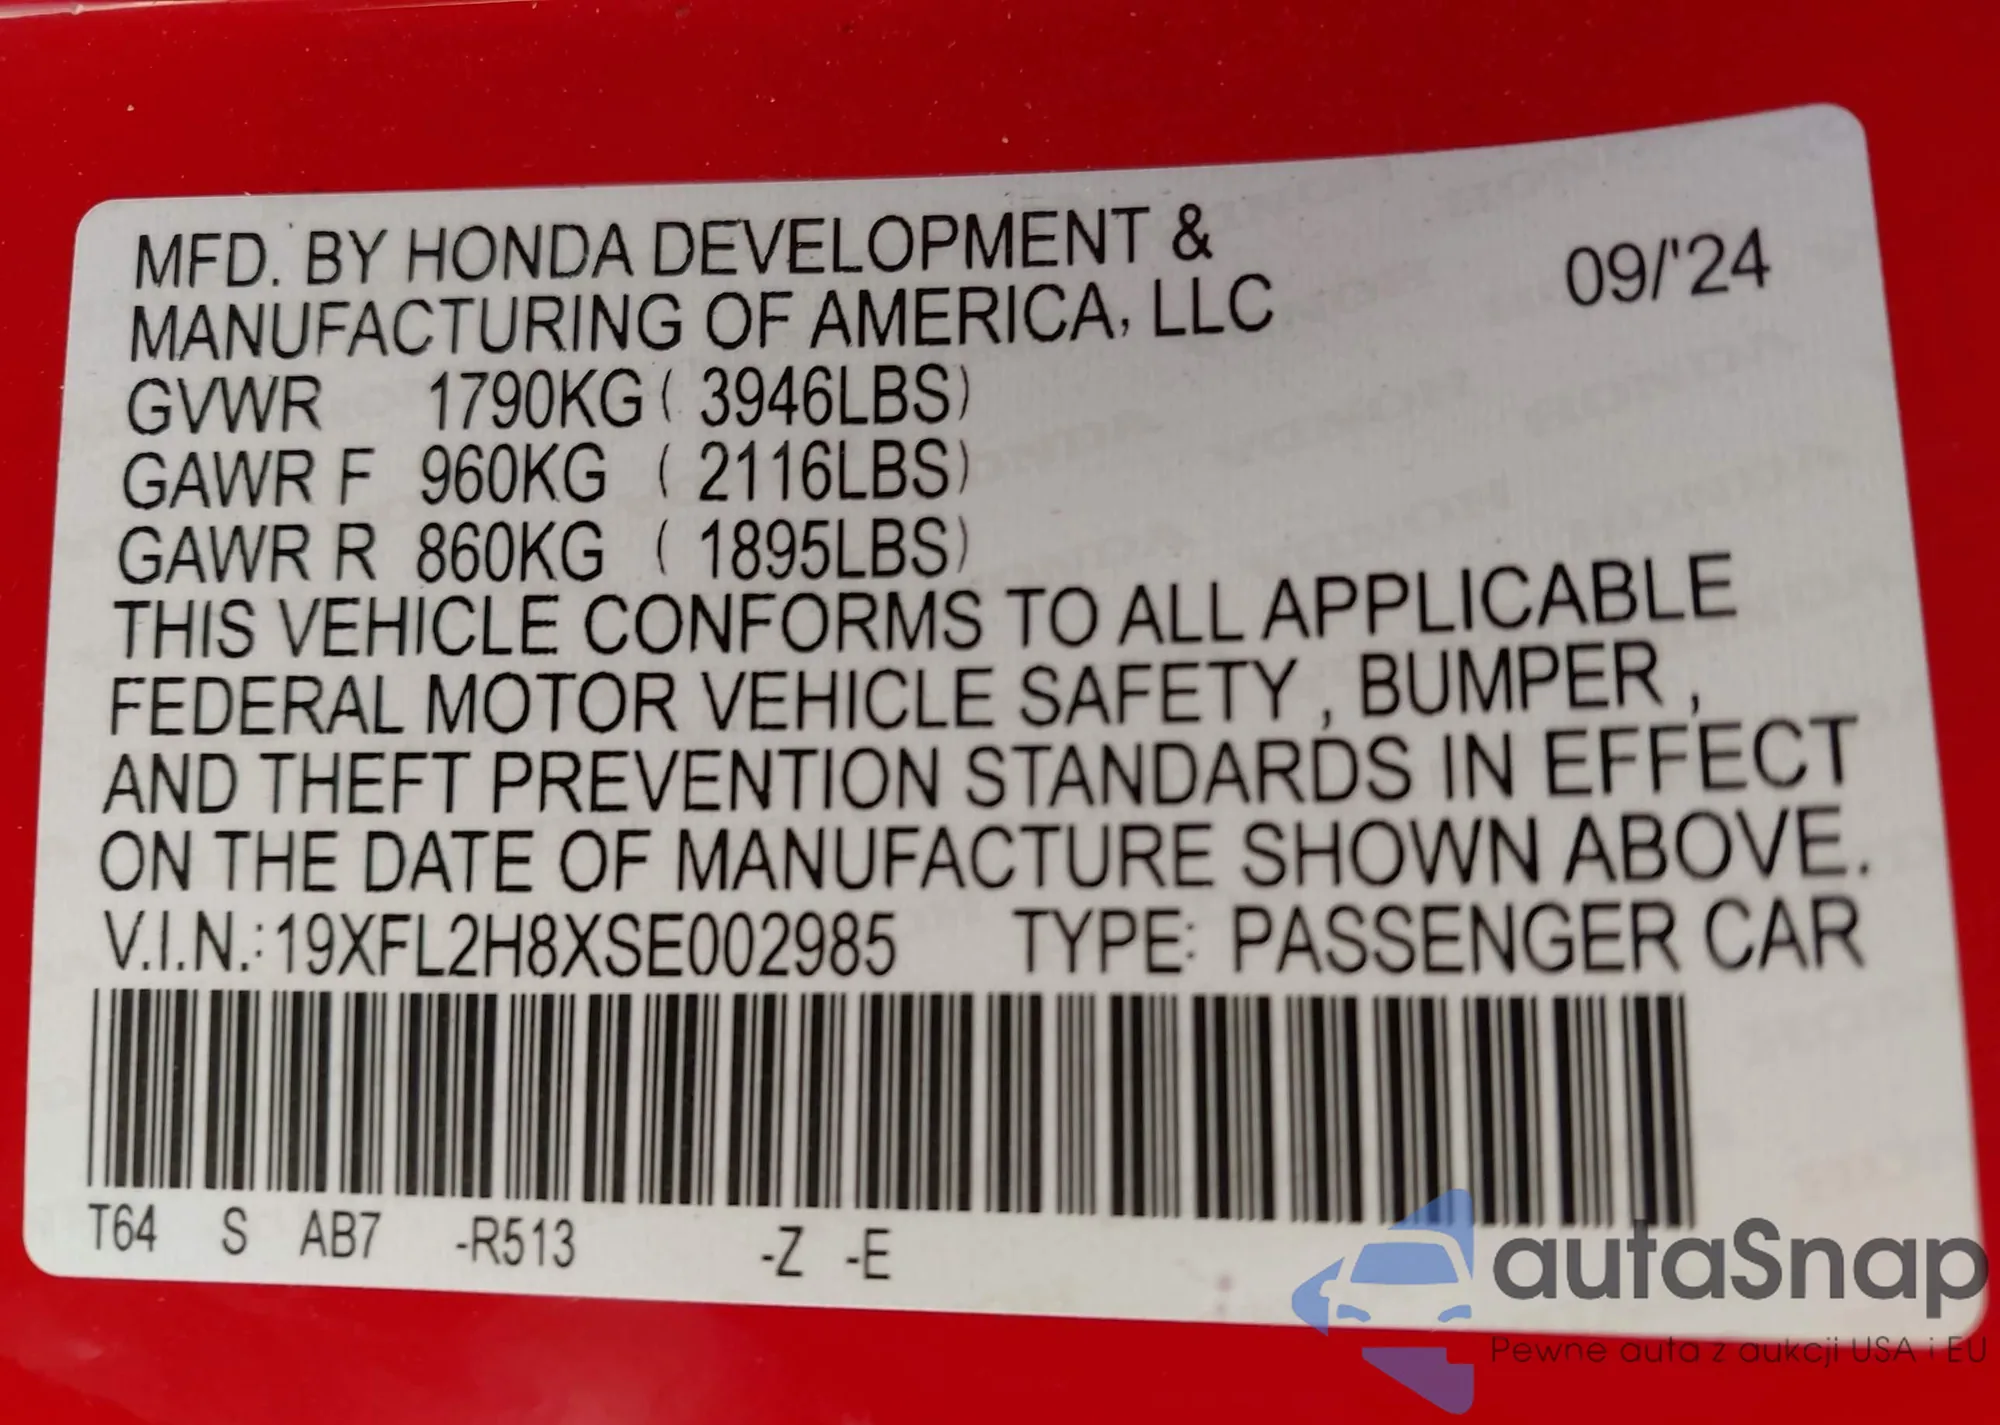 MFD. BY HONDA DEVELOPMENT &
MANUFACTURING OF AMERICA, LLC
09/'24
GVWR 1790KG ( 3946LBS)
GAWR F 960KG ( 2116LBS)
GAWR R 860KG ( 1895LBS)
THIS VEHICLE CONFORMS TO ALL APPLICABLE
FEDERAL MOTOR VEHICLE SAFETY , BUMPER ,
AND THEFT PREVENTION STANDARDS IN EFFECT
ON THE DATE OF MANUFACTURE SHOWN ABOVE.
V.I.N.:19XFL2H8XSE002985 TYPE: PASSENGER CAR
T64 S AB7 -R513 -Z -E
autaSnap
Pewne auta z aukcji USA i EU